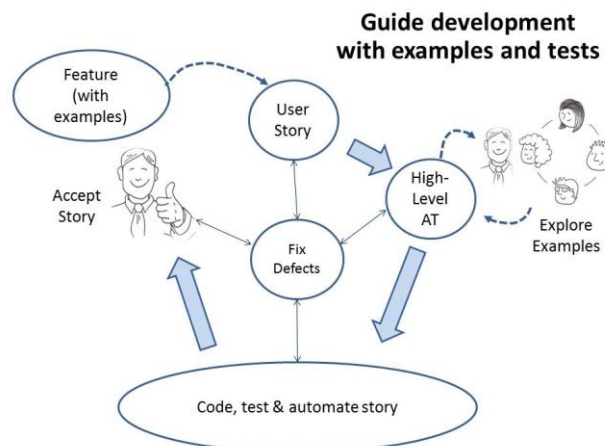 Guide development
with examples and tests
Feature
(with
examples)
User
Story
High-
Level
AT
Explore
Examples
Accept
Story
Fix
Defects
Code, test & automate story